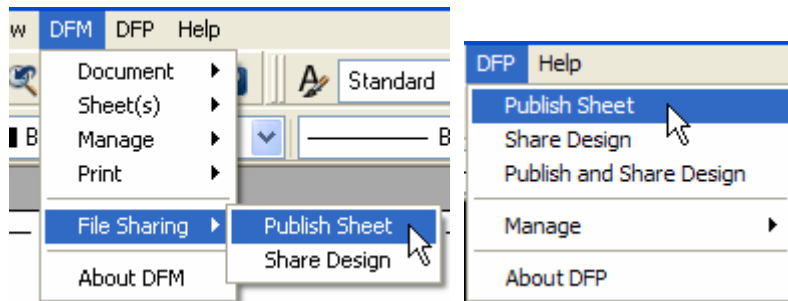 w DFM DFP Help
Document
Standard
Sheet(s)
B Manage B
Print
File Sharing Publish Sheet
Share Design
About DFM
DFP Help
Publish Sheet
Share Design
Publish and Share Design
Manage
About DFP